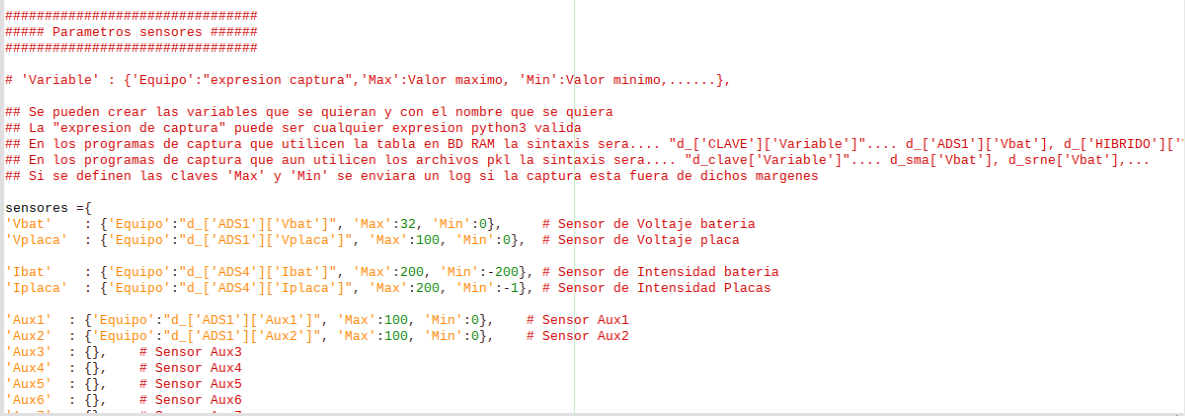 ################################
##### Parametros sensores ######
################################
# 'Variable' : {'Equipo':"expresion captura",'Max':Valor maximo, 'Min':Valor minimo,......},
## Se pueden crear las variables que se quieran y con el nombre que se quiera
## La "expresion de captura" puede ser cualquier expresion python3 valida
## En los programas de captura que utilicen la tabla en BD RAM la sintaxis sera.... "d_['CLAVE']['Variable']".... d_['ADS1']['Vbat'], d_['HIBRIDO']['
## En los programas de captura que aun utilicen los archivos pkl la sintaxis sera.... "d_clave['Variable']".... d_sma['Vbat'], d_srne['Vbat'],...
## Si se definen las claves 'Max' y 'Min' se enviara un log si la captura esta fuera de dichos margenes
sensores ={
'Vbat'    : {'Equipo':"d_['ADS1']['Vbat']", 'Max':32, 'Min':0},     # Sensor de Voltaje bateria
'Vplaca'  : {'Equipo':"d_['ADS1']['Vplaca']", 'Max':100, 'Min':0},  # Sensor de Voltaje placa
'Ibat'    : {'Equipo':"d_['ADS4']['Ibat']", 'Max':200, 'Min':-200}, # Sensor de Intensidad bateria
'Iplaca'  : {'Equipo':"d_['ADS4']['Iplaca']", 'Max':200, 'Min':-1}, # Sensor de Intensidad Placas
'Aux1'  : {'Equipo':"d_['ADS1']['Aux1']", 'Max':100, 'Min':0},    # Sensor Aux1
'Aux2'  : {'Equipo':"d_['ADS1']['Aux2']", 'Max':100, 'Min':0},    # Sensor Aux2
'Aux3'  : {},    # Sensor Aux3
'Aux4'  : {},    # Sensor Aux4
'Aux5'  : {},    # Sensor Aux5
'Aux6'  : {},    # Sensor Aux6